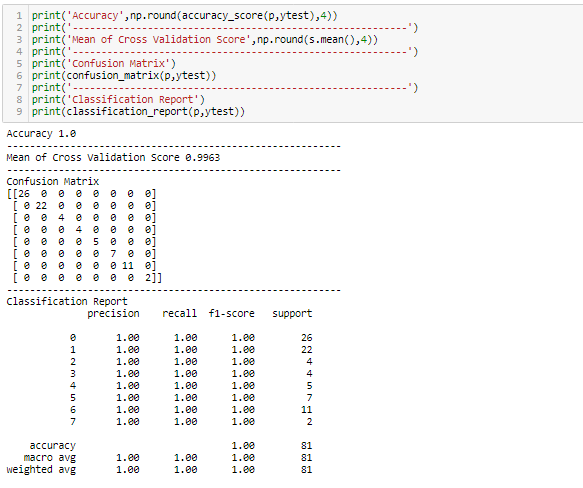 1 print('Accuracy',np.round(accuracy_score(p,ytest),4))
2 print('----------------------------------------------------------')
3 print('Mean of Cross Validation Score',np.round(s.mean(),4))
4 print('----------------------------------------------------------')
5 print('Confusion Matrix')
6 print(confusion_matrix(p,ytest))
7 print('----------------------------------------------------------')
8 print('Classification Report')
9 print(classification_report(p,ytest))
Accuracy 1.0
----------------------------------------------------------
Mean of Cross Validation Score 0.9963
----------------------------------------------------------
Confusion Matrix
[[26 0 0 0 0 0 0 0]
[ 0 22 0 0 0 0 0 0]
[ 0 0 4 0 0 0 0 0]
[ 0 0 0 4 0 0 0 0]
[ 0 0 0 0 5 0 0 0]
[ 0 0 0 0 0 7 0 0]
[ 0 0 0 0 0 0 11 0]
[ 0 0 0 0 0 0 0 2]]
----------------------------------------------------------
Classification Report
precision recall f1-score support
0 1.00 1.00 1.00 26
1 1.00 1.00 1.00 22
2 1.00 1.00 1.00 4
3 1.00 1.00 1.00 4
4 1.00 1.00 1.00 5
5 1.00 1.00 1.00 7
6 1.00 1.00 1.00 11
7 1.00 1.00 1.00 2
accuracy 1.00 81
macro avg 1.00 1.00 1.00 81
weighted avg 1.00 1.00 1.00 81